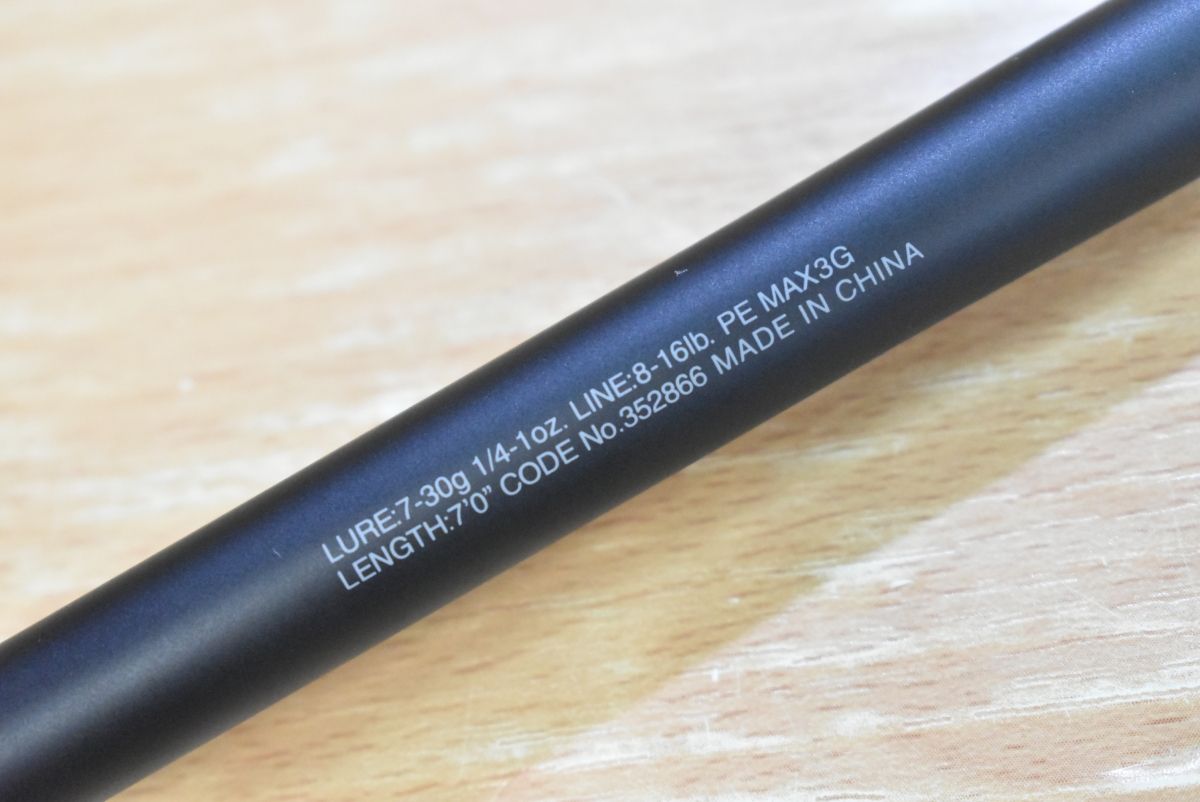 LURE:7-30g 1/4-1oz. LINE:8-16lb. PE MAX3G
LENGTH:7'0” CODE No.352866 MADE IN CHINA